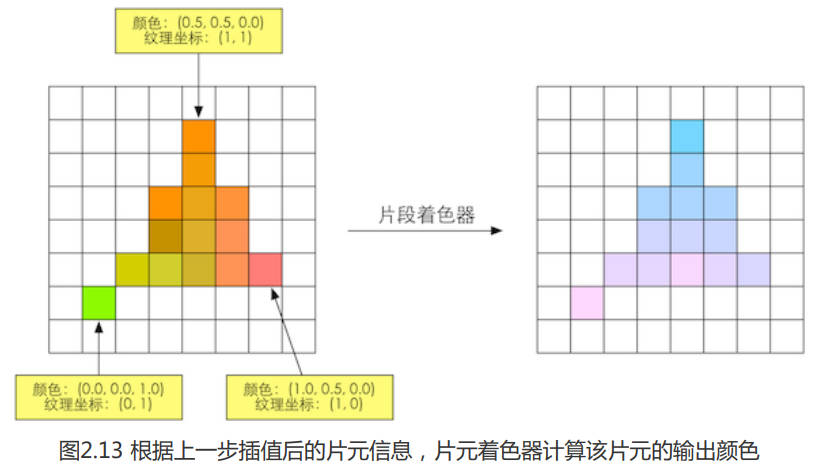 颜色：(0.5, 0.5, 0.0)
纹理坐标：(1, 1)
片段着色器
颜色：(0.0, 0.0, 1.0)
纹理坐标：(0, 1)
颜色：(1.0, 0.5, 0.0)
纹理坐标：(1, 0)
图2.13 根据上一步插值后的片元信息，片元着色器计算该片元的输出颜色